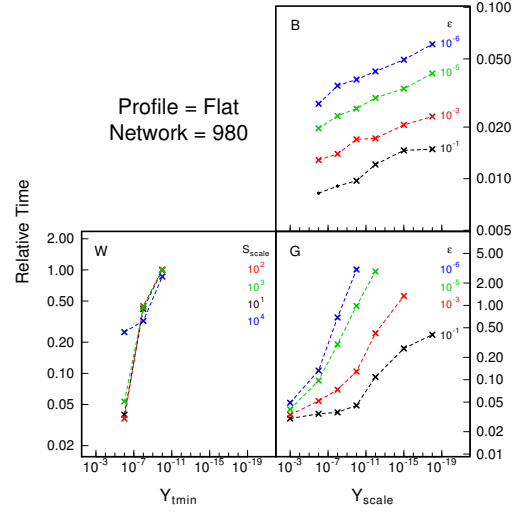 B
ε
10-6
10-5
10-3
10-1
0.100
0.050
0.020
0.010
0.005
Profile = Flat
Network = 980
Relative Time
W
Sscale
102
103
101
104
2.00
1.00
0.50
0.20
0.10
0.05
0.02
G
ε
10-6
10-5
10-3
10-1
5.00
2.00
1.00
0.50
0.20
0.10
0.05
0.02
0.01
10-3 10-7 10-11 10-15 10-19
10-3 10-7 10-11 10-15 10-19
Ytmin
Yscale